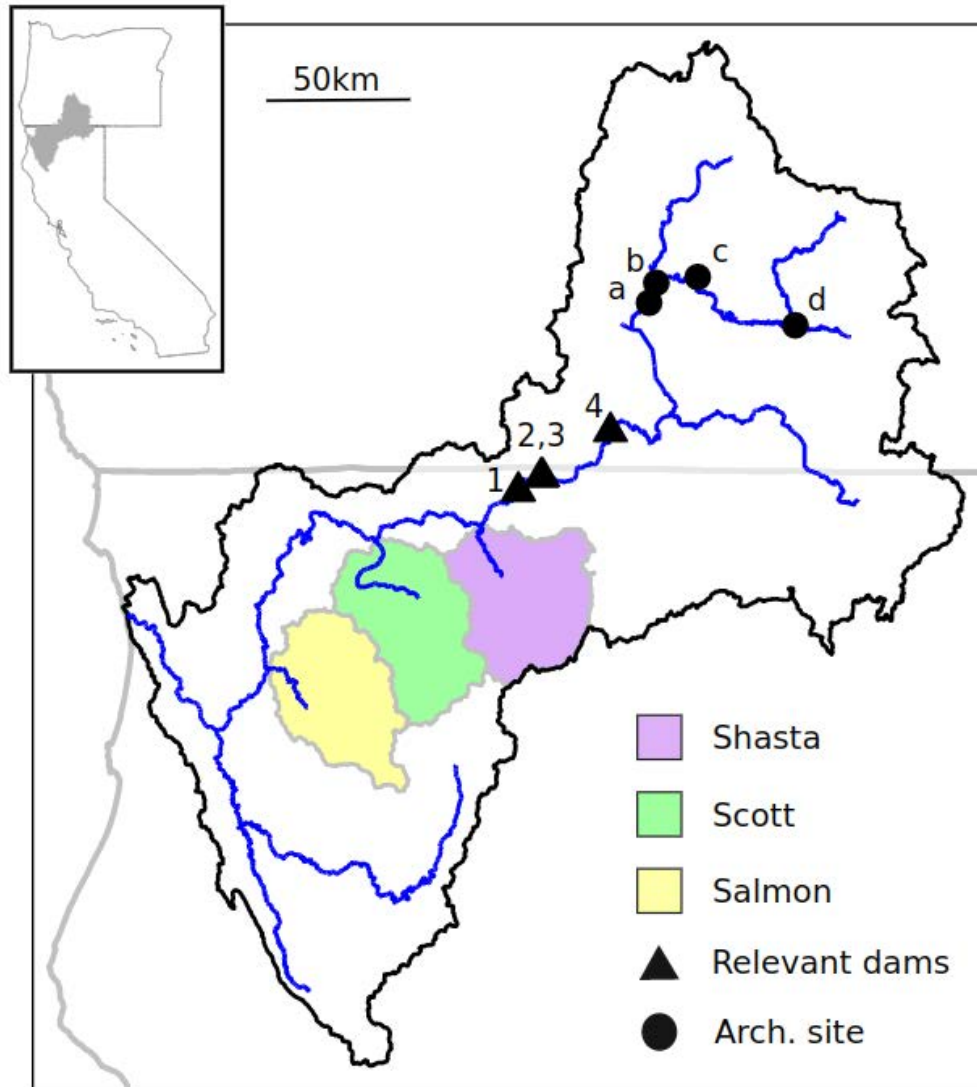 50km
b
c
a
d
4
2,3
1
Shasta
Scott
Salmon
Relevant dams
Arch. site